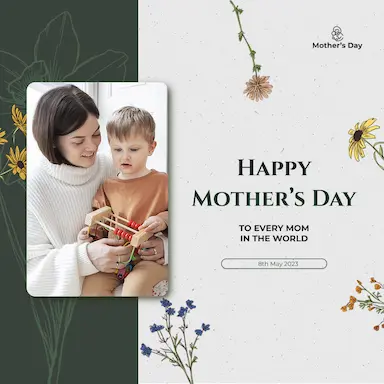 Mother's Day
HAPPY
MOTHER'S DAY
TO EVERY MOM
IN THE WORLD
8th May 2023